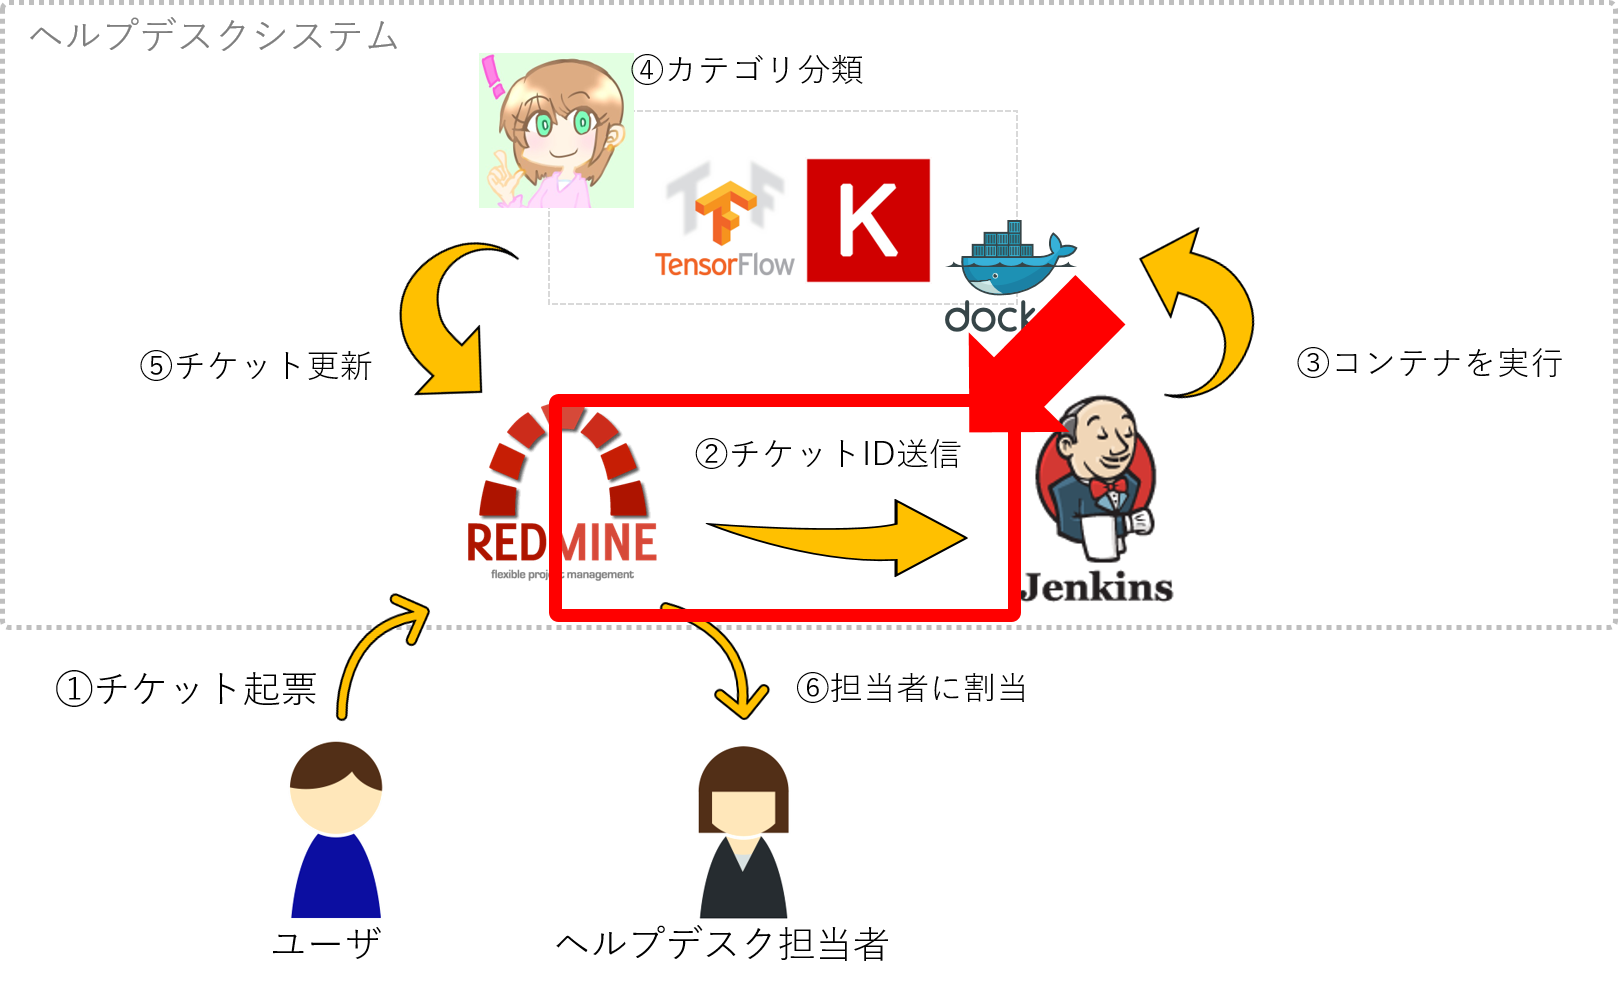 ヘルプデスクシステム
④カテゴリ分類
TensorFlow
K
dock
⑤チケット更新
③コンテナを実行
②チケットID送信
REDMINE
flexible project management
Jenkins
①チケット起票
⑥担当者に割当
ユーザ
ヘルプデスク担当者